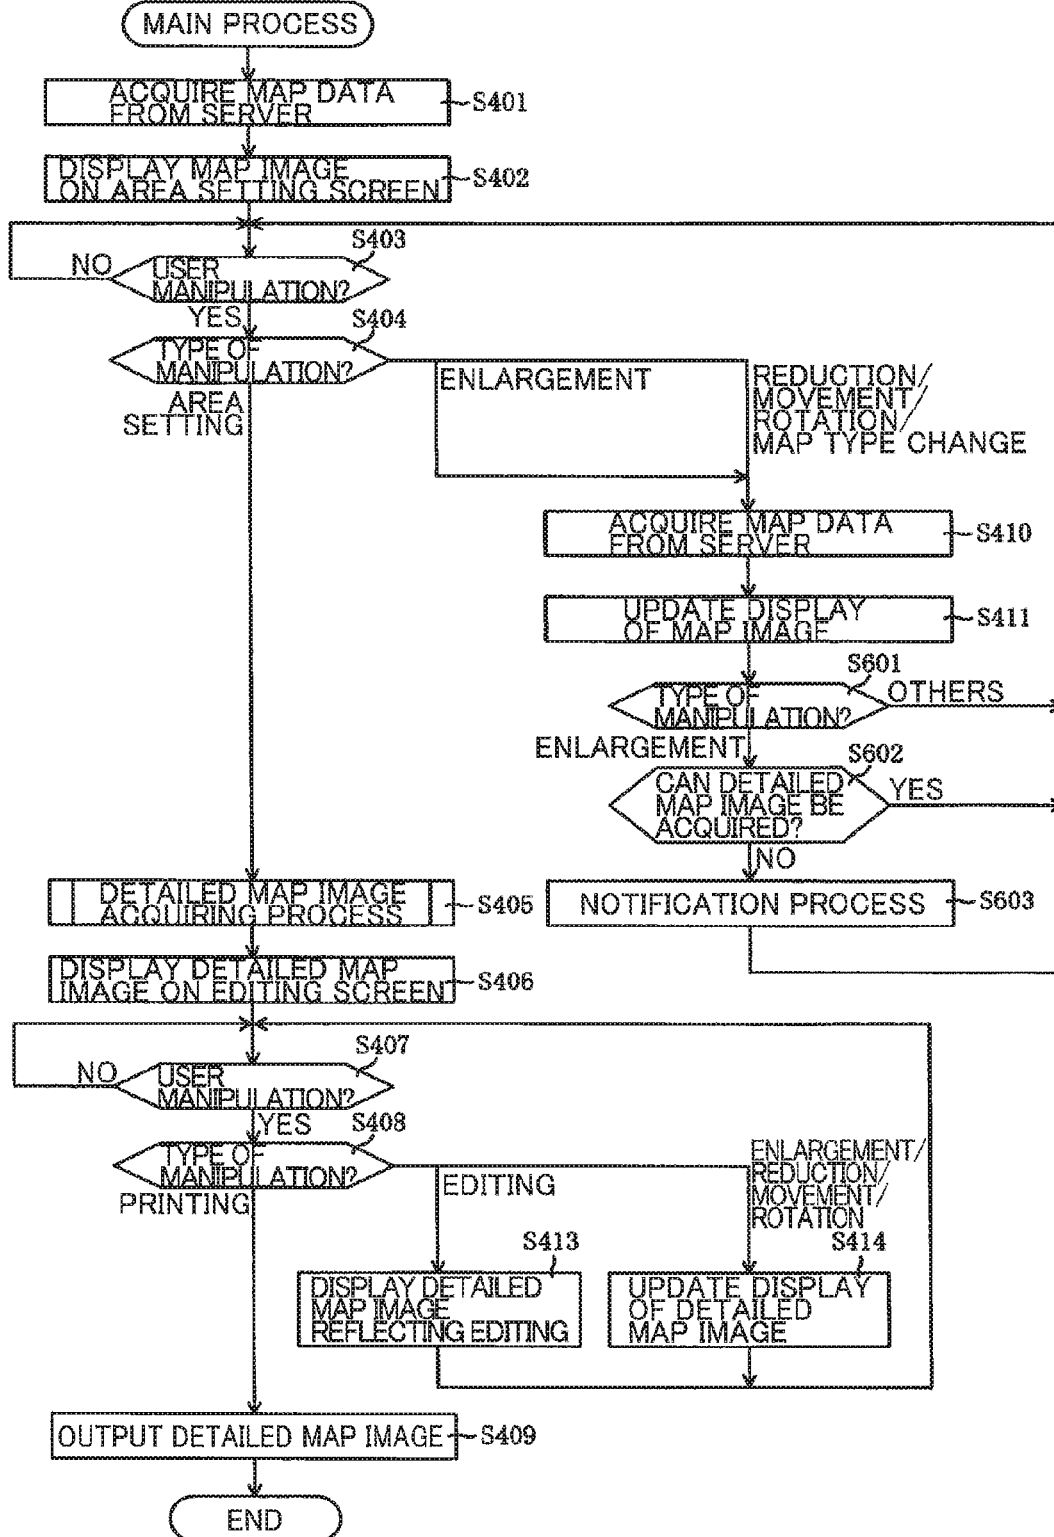 MAIN PROCESS
ACQUIRE MAP DATA
FROM SERVER
S401
DISPLAY MAP IMAGE
ON AREA SETTING SCREEN
S402
S403
NO
USER
MANIPULATION?
YES
S404
TYPE OF
MANIPULATION?
AREA
SETTING
ENLARGEMENT
REDUCTION/
MOVEMENT/
ROTATION/
MAP TYPE CHANGE
ACQUIRE MAP DATA
FROM SERVER
S410
UPDATE DISPLAY
OF MAP IMAGE
S411
S601
TYPE OF
MANIPULATION?
OTHERS
ENLARGEMENT
S602
CAN DETAILED
MAP IMAGE BE
ACQUIRED?
YES
NO
NOTIFICATION PROCESS
S603
DETAILED MAP IMAGE
ACQUIRING PROCESS
S405
DISPLAY DETAILED MAP
IMAGE ON EDITING SCREEN
S406
S407
NO
USER
MANIPULATION?
YES
S408
TYPE OF
MANIPULATION?
PRINTING
EDITING
ENLARGEMENT/
REDUCTION/
MOVEMENT/
ROTATION
S413
DISPLAY DETAILED
MAP IMAGE
REFLECTING EDITING
S414
UPDATE DISPLAY
OF DETAILED
MAP IMAGE
OUTPUT DETAILED MAP IMAGE
S409
END